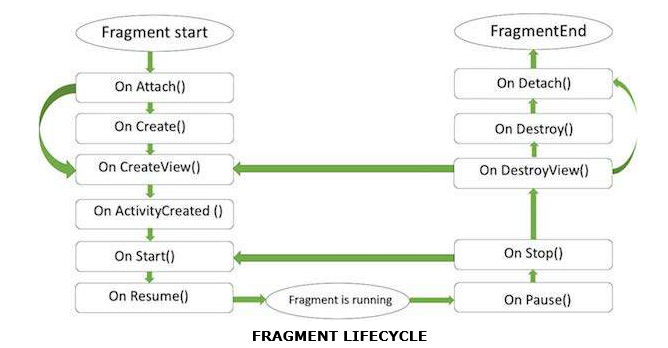 Fragment start
On Attach()
On Create()
On CreateView()
On ActivityCreated ()
On Start()
On Resume()
Fragment is running
On Pause()
On Stop()
On DestroyView()
On Destroy()
On Detach()
FragmentEnd
FRAGMENT LIFECYCLE